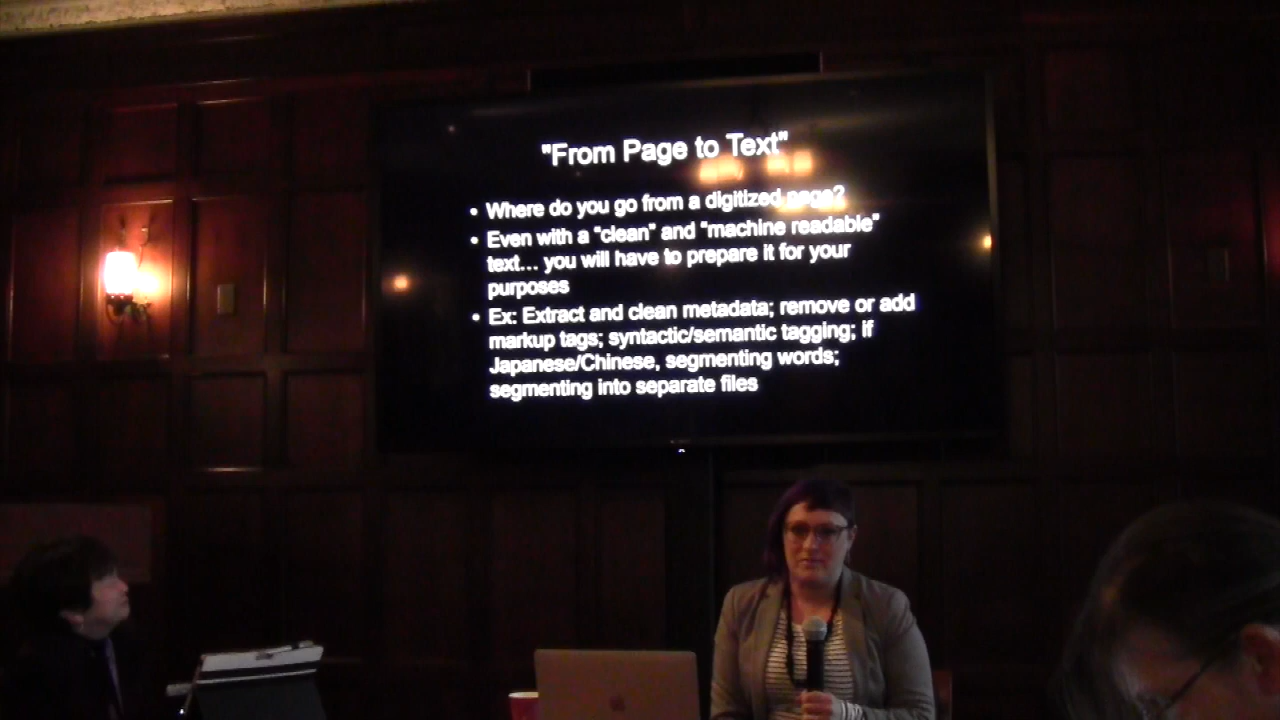 "From Page to Text"
• Where do you go from a digitized page?
• Even with a “clean” and “machine readable”
text... you will have to prepare it for your
purposes
• Ex: Extract and clean metadata; remove or add
markup tags; syntactic/semantic tagging; if
Japanese/Chinese, segmenting words;
segmenting into separate files